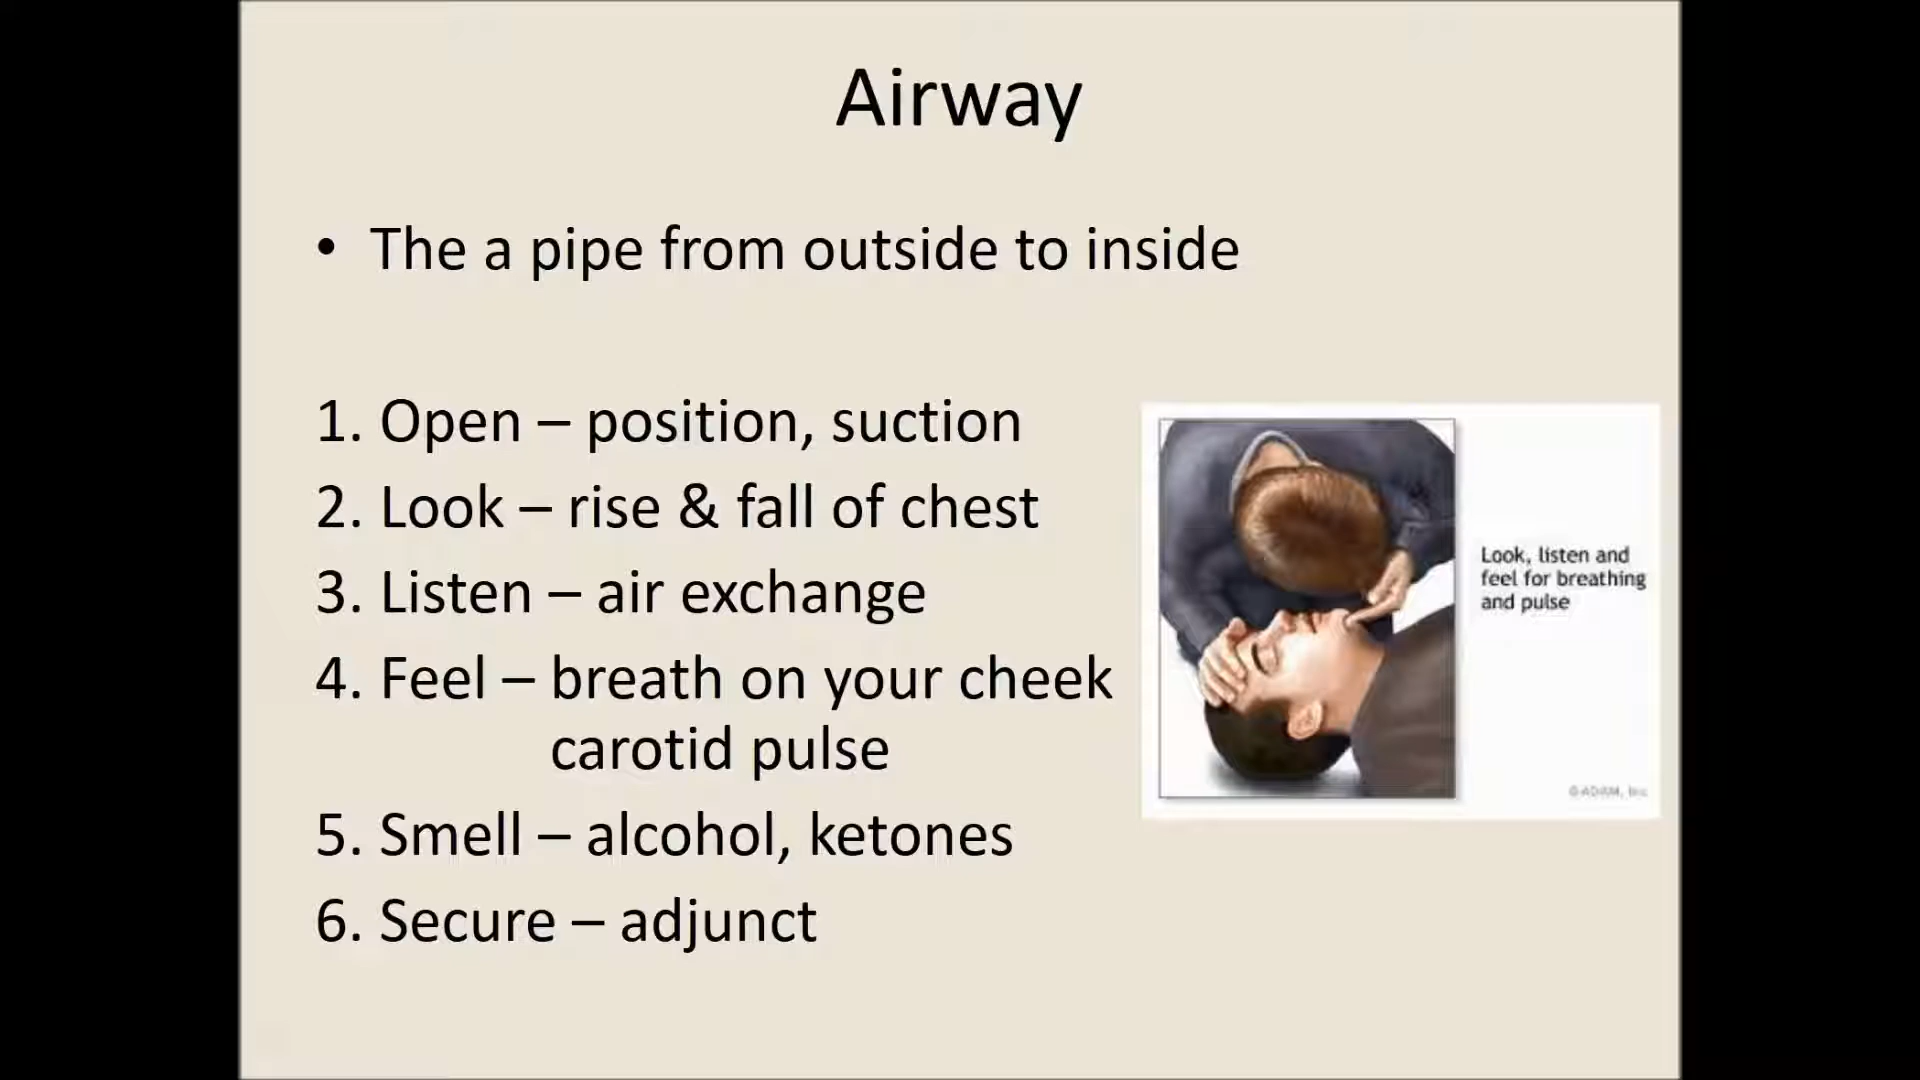 Airway
• The a pipe from outside to inside
1. Open – position, suction
2. Look – rise & fall of chest
3. Listen – air exchange
4. Feel – breath on your cheek
carotid pulse
5. Smell – alcohol, ketones
6. Secure – adjunct
Look, listen and
feel for breathing
and pulse
©ADAM, Inc.